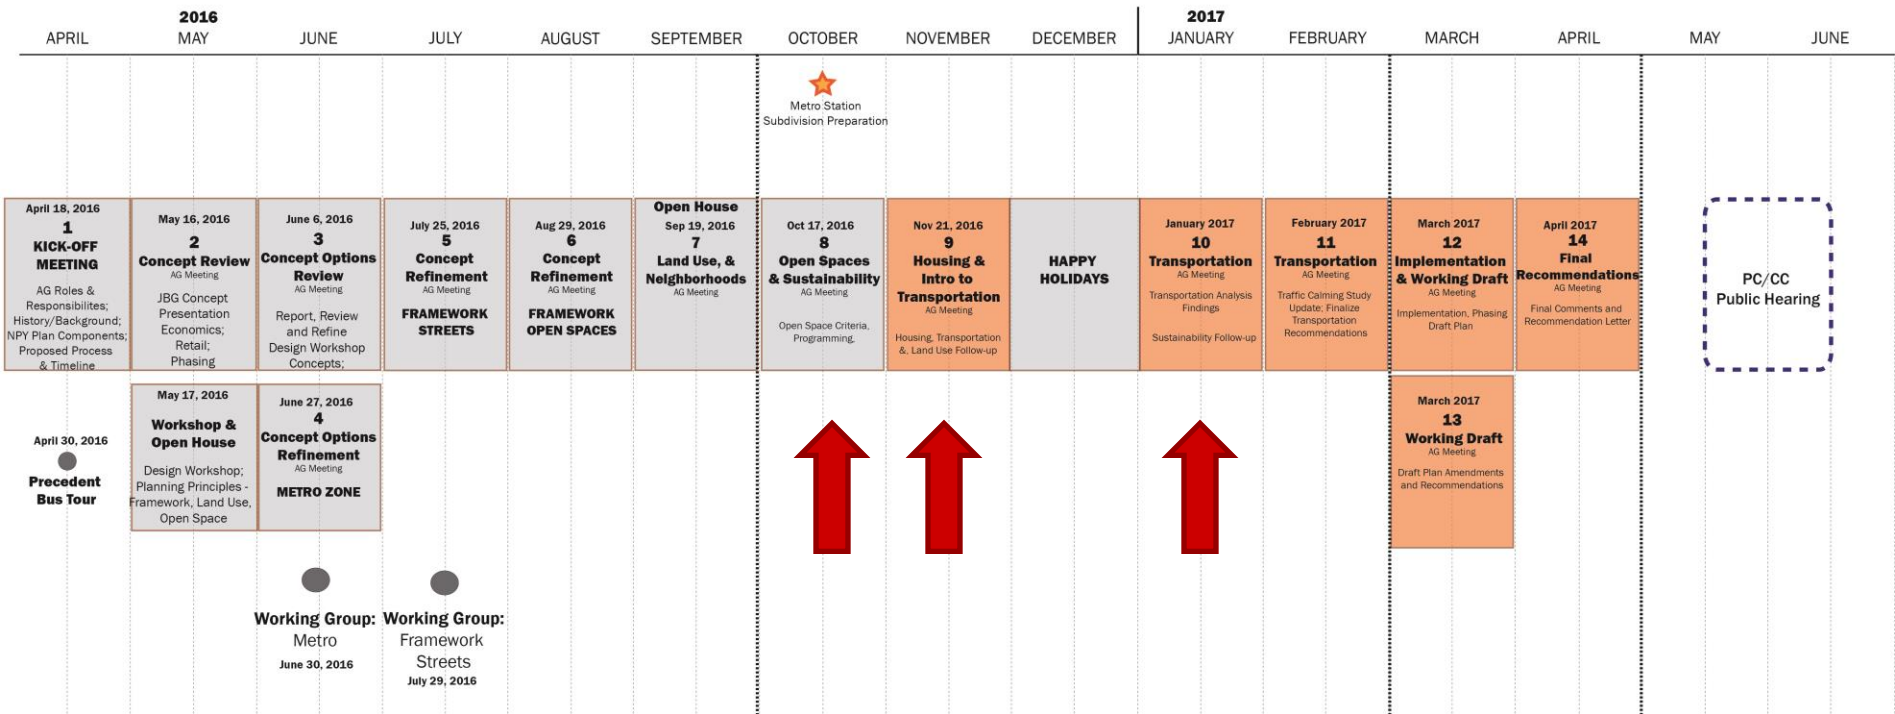 2016
2017
APRIL
MAY
JUNE
JULY
AUGUST
SEPTEMBER
OCTOBER
NOVEMBER
DECEMBER
JANUARY
FEBRUARY
MARCH
APRIL
MAY
JUNE
Metro Station
Subdivision Preparation
April 18, 2016
1
KICK-OFF
MEETING
AG Roles &
Responsibilites;
History/Background;
NPY Plan Components;
Proposed Process
& Timeline
May 16, 2016
2
Concept Review
AG Meeting
JBG Concept
Presentation
Economics;
Retail;
Phasing
June 6, 2016
3
Concept Options
Review
AG Meeting
Report, Review
and Refine
Design Workshop
Concepts;
July 25, 2016
5
Concept
Refinement
AG Meeting
FRAMEWORK
STREETS
Aug 29, 2016
6
Concept
Refinement
AG Meeting
FRAMEWORK
OPEN SPACES
Open House
Sep 19, 2016
7
Land Use, &
Neighborhoods
AG Meeting
Oct 17, 2016
8
Open Spaces
& Sustainability
AG Meeting
Open Space Criteria,
Programming,
Nov 21, 2016
9
Housing &
Intro to
Transportation
AG Meeting
Housing, Transportation
&, Land Use Follow-up
HAPPY
HOLIDAYS
January 2017
10
Transportation
AG Meeting
Transportation Analysis
Findings
Sustainability Follow-up
February 2017
11
Transportation
AG Meeting
Traffic Calming Study
Update; Finalize
Transportation
Recommendations
March 2017
12
Implementation
& Working Draft
AG Meeting
Implementation, Phasing
Draft Plan
April 2017
14
Final
Recommendations
AG Meeting
Final Comments and
Recommendation Letter
PC/CC
Public Hearing
April 30, 2016
Precedent
Bus Tour
May 17, 2016
Workshop &
Open House
Design Workshop;
Planning Principles -
Framework, Land Use,
Open Space
June 27, 2016
4
Concept Options
Refinement
AG Meeting
METRO ZONE
March 2017
13
Working Draft
AG Meeting
Draft Plan Amendments
and Recommendations
Working Group:
Metro
June 30, 2016
Working Group:
Framework
Streets
July 29, 2016